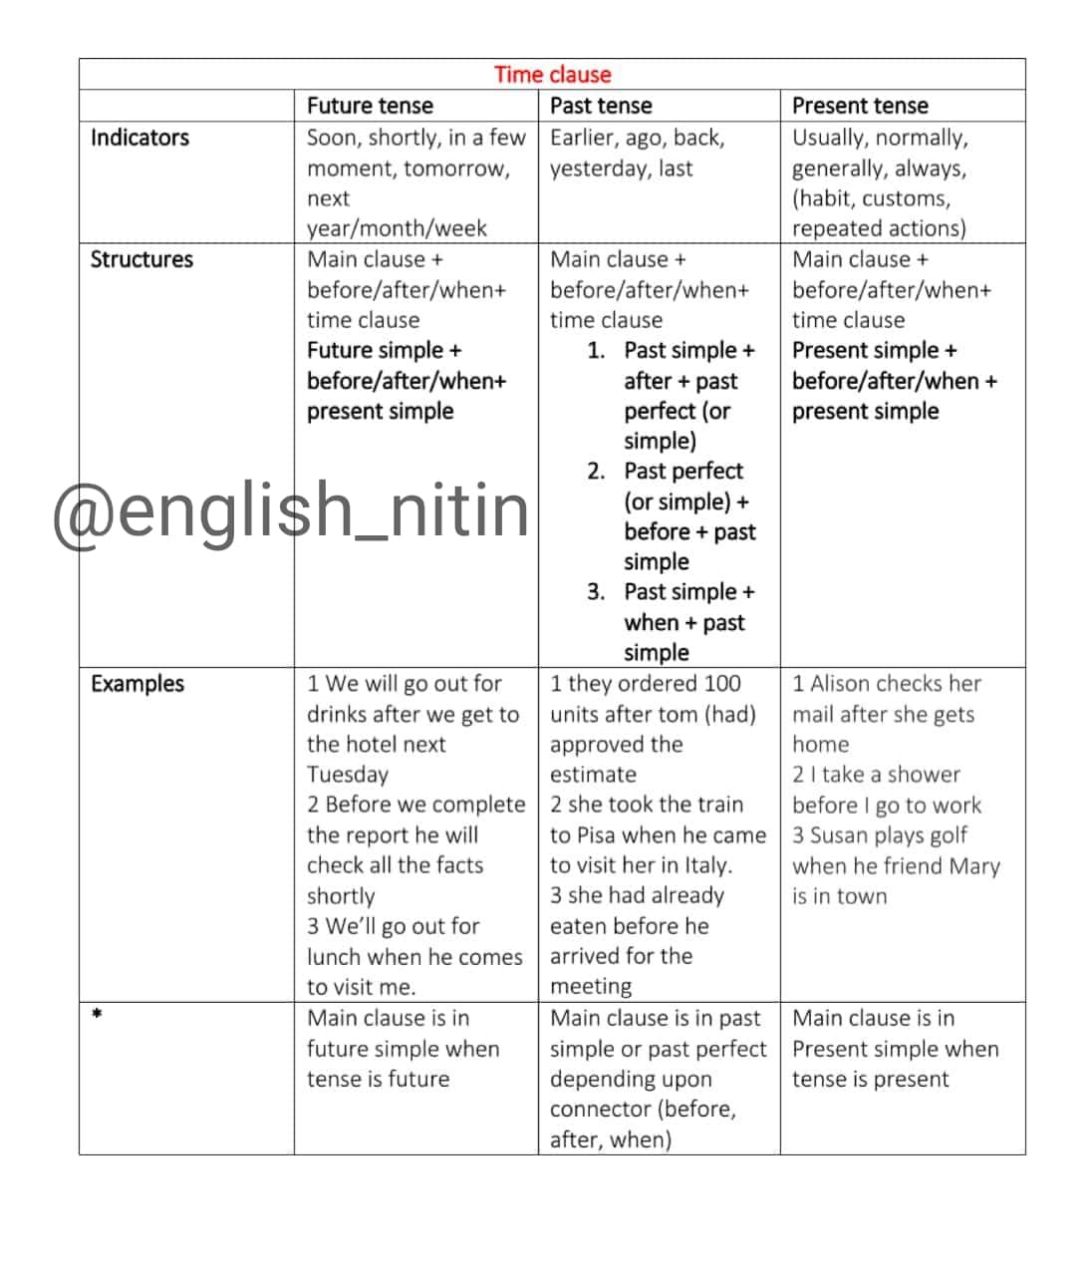 Time clause
Future tense
Past tense
Present tense
Indicators
Soon, shortly, in a few
moment, tomorrow,
next
year/month/week
Earlier, ago, back,
yesterday, last
Usually, normally,
generally, always,
(habit, customs,
repeated actions)
Structures
Main clause +
before/after/when+
time clause
Future simple +
before/after/when+
present simple
Main clause +
before/after/when+
time clause
1. Past simple +
after + past
perfect (or
simple)
2. Past perfect
(or simple) +
before + past
simple
3. Past simple +
when + past
simple
Main clause +
before/after/when+
time clause
Present simple +
before/after/when +
present simple
@english_nitin
Examples
1 We will go out for
drinks after we get to
the hotel next
Tuesday
2 Before we complete
the report he will
check all the facts
shortly
3 We’ll go out for
lunch when he comes
to visit me.
1 they ordered 100
units after tom (had)
approved the
estimate
2 she took the train
to Pisa when he came
to visit her in Italy.
3 she had already
eaten before he
arrived for the
meeting
1 Alison checks her
mail after she gets
home
2 I take a shower
before I go to work
3 Susan plays golf
when he friend Mary
is in town
*
Main clause is in
future simple when
tense is future
Main clause is in past
simple or past perfect
depending upon
connector (before,
after, when)
Main clause is in
Present simple when
tense is present